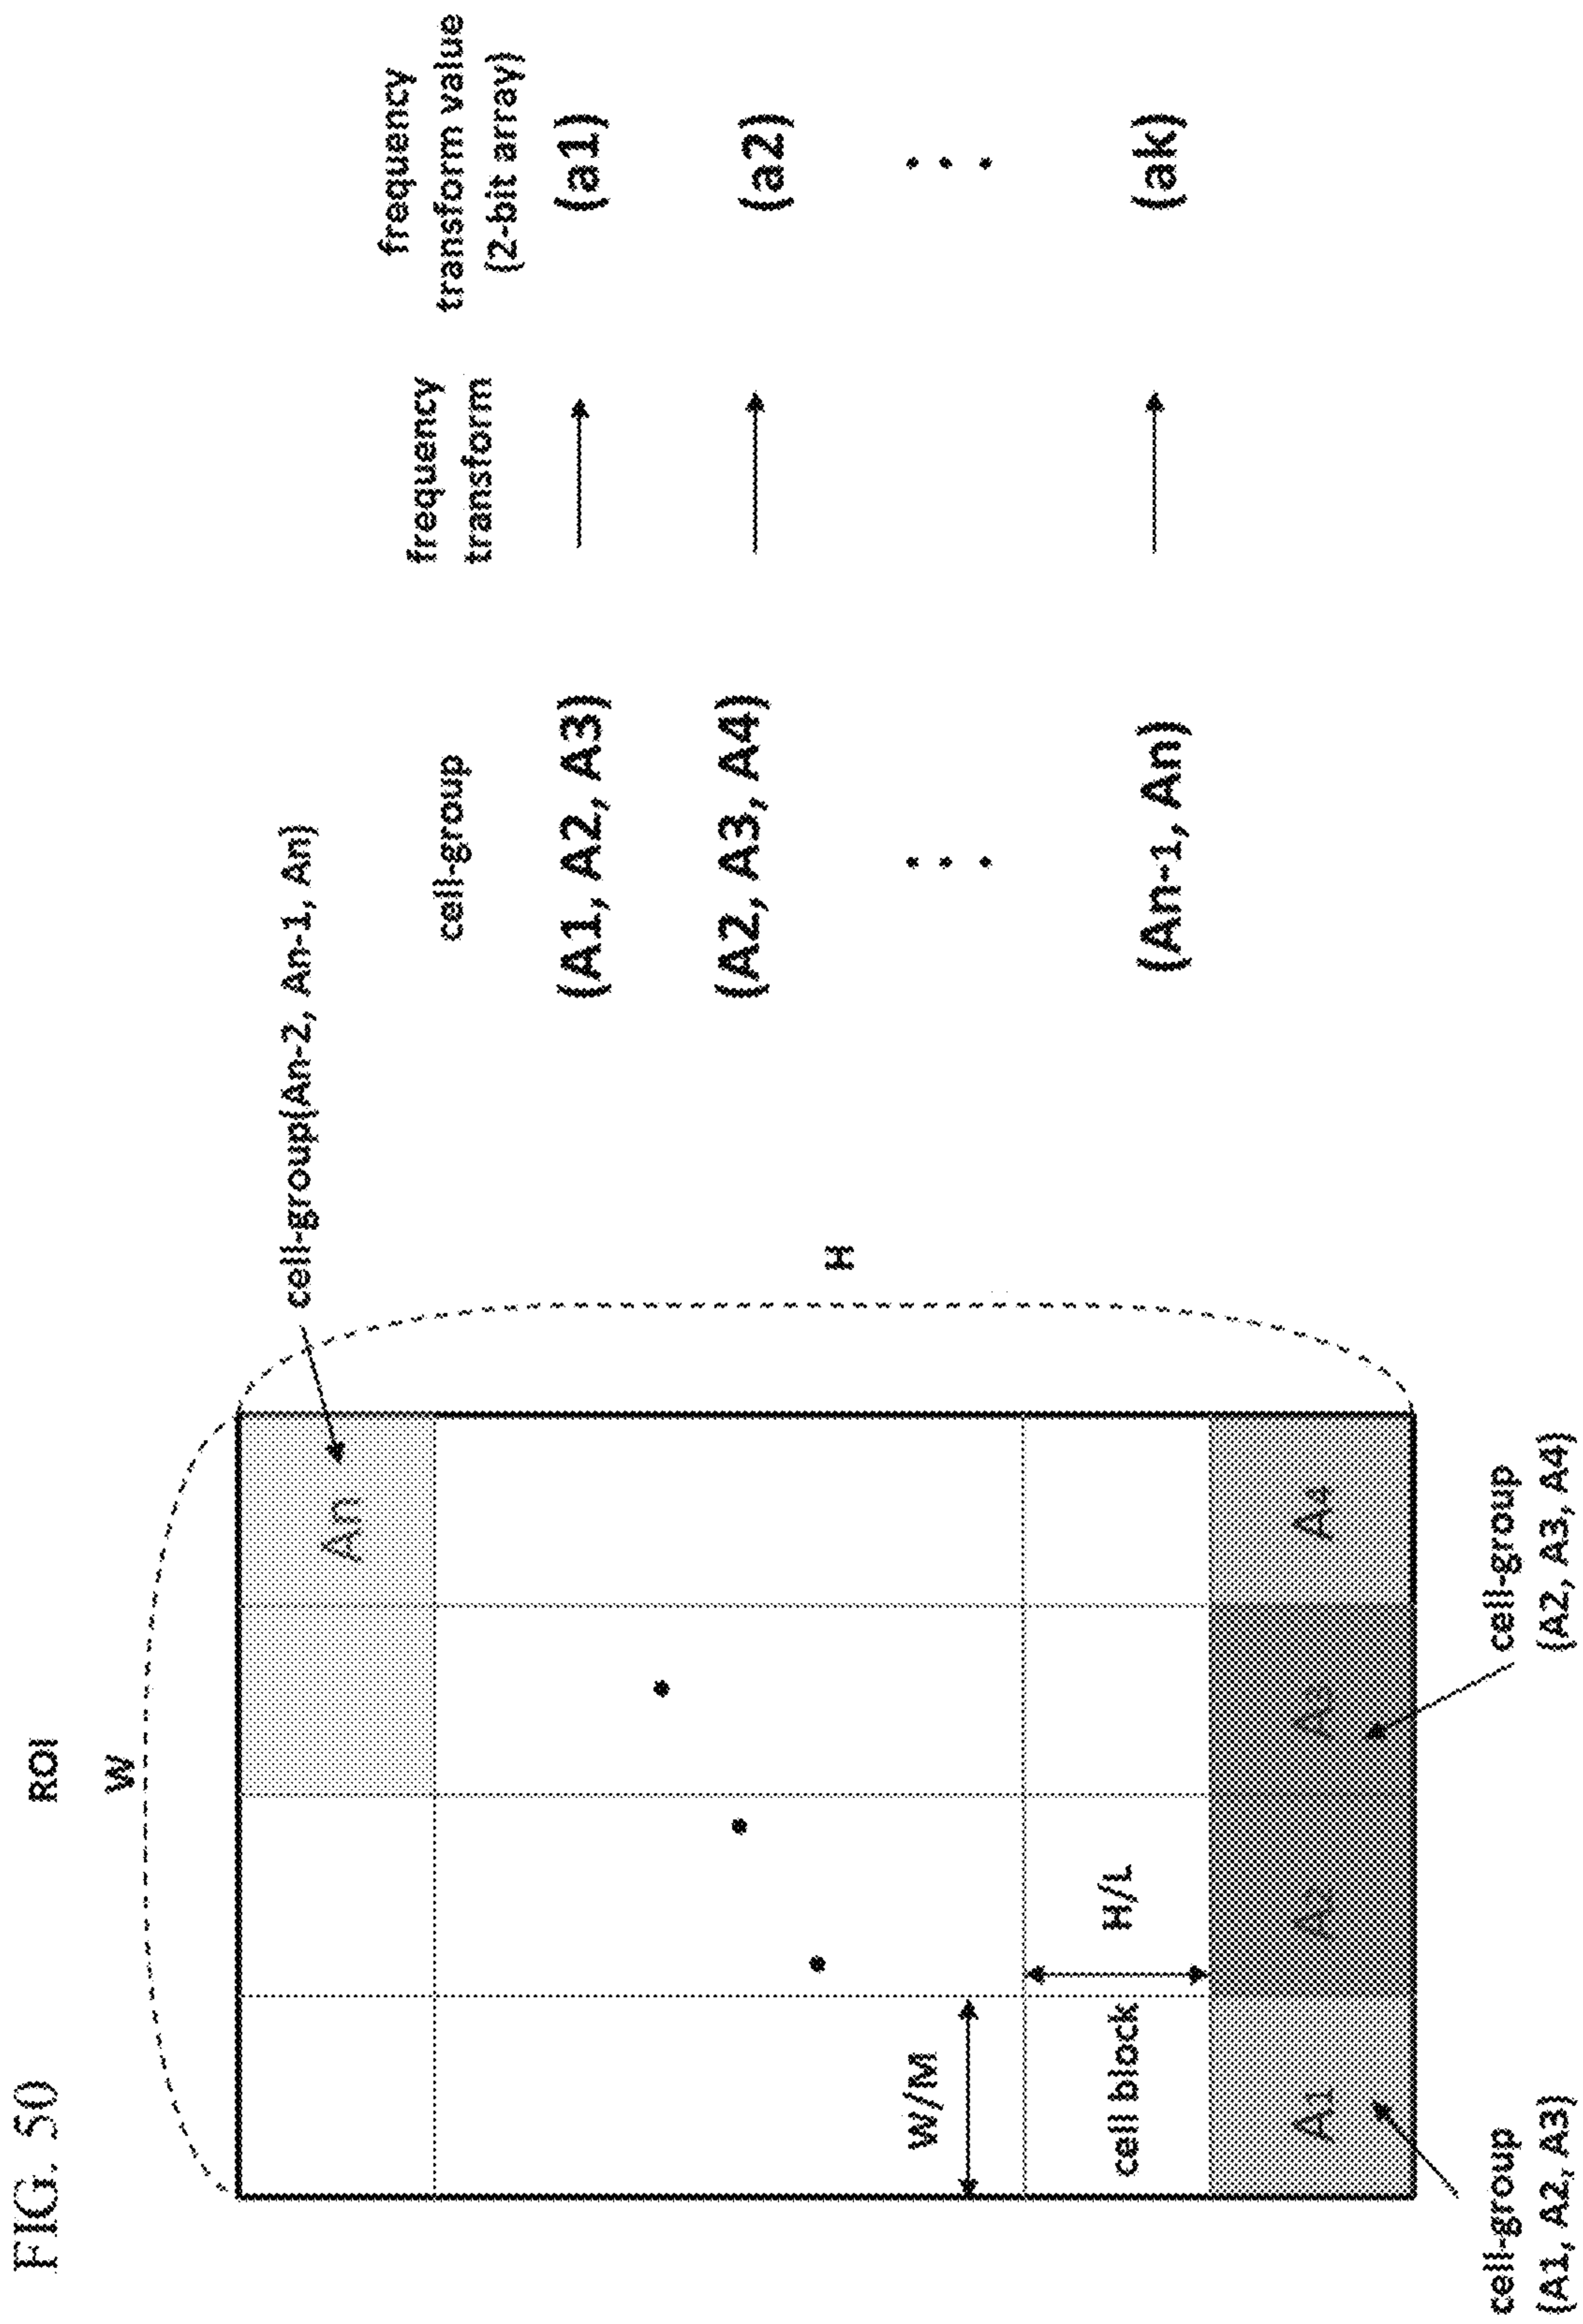 FIG. 50
ROI
W
H
An
W/M
H/L
cell block
A1
A2
A3
A4
cell-group(An-2, An-1, An)
cell-group
(A1, A2, A3)
cell-group
(A2, A3, A4)
cell-group
frequency
transform
frequency
transform value
(2-bit array)
(A1, A2, A3)
(a1)
(A2, A3, A4)
(a2)
(An-1, An)
(ak)